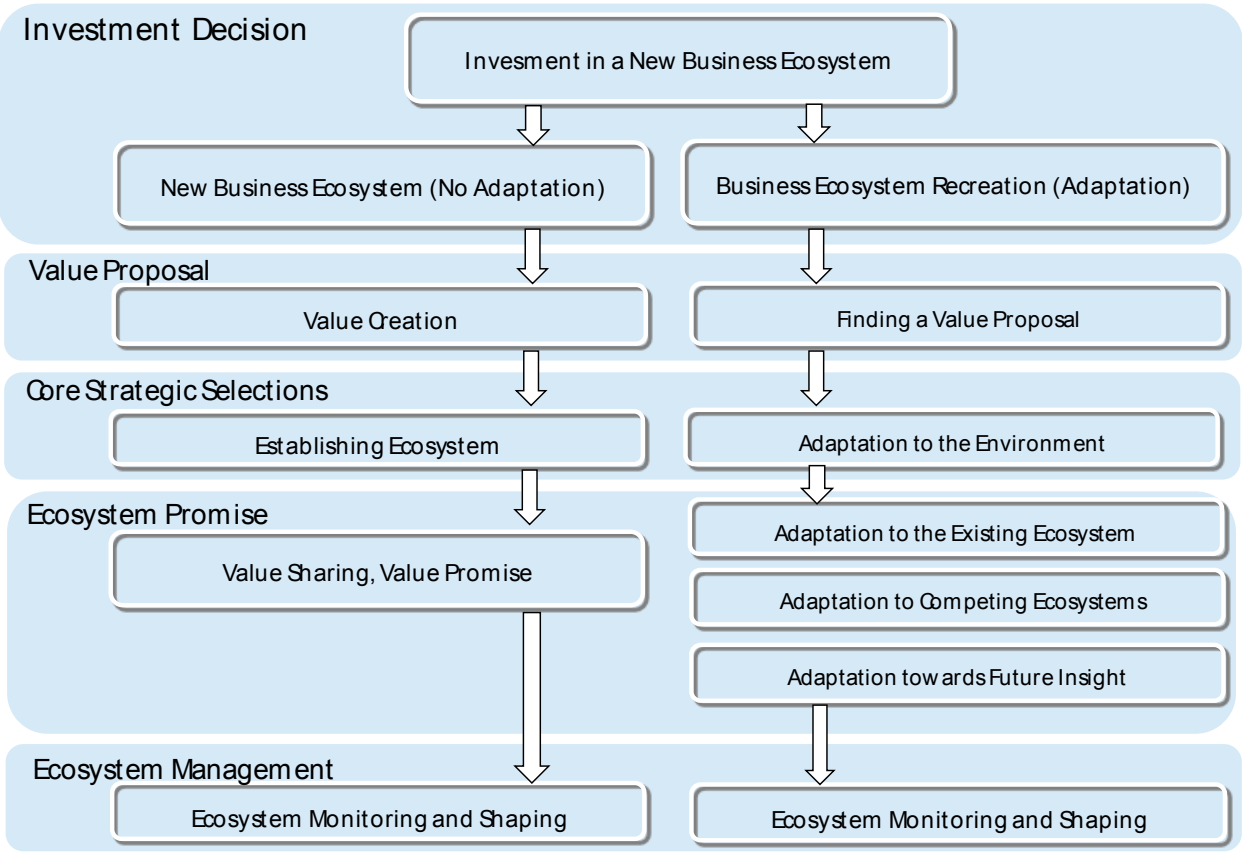 Investment Decision
Invesment in a New Business Ecosystem
New Business Ecosystem (No Adaptation)
Business Ecosystem Recreation (Adaptation)
Value Proposal
Value Creation
Finding a Value Proposal
Core Strategic Selections
Establishing Ecosystem
Adaptation to the Environment
Ecosystem Promise
Value Sharing, Value Promise
Adaptation to the Existing Ecosystem
Adaptation to Competing Ecosystems
Adaptation towards Future Insight
Ecosystem Management
Ecosystem Monitoring and Shaping
Ecosystem Monitoring and Shaping